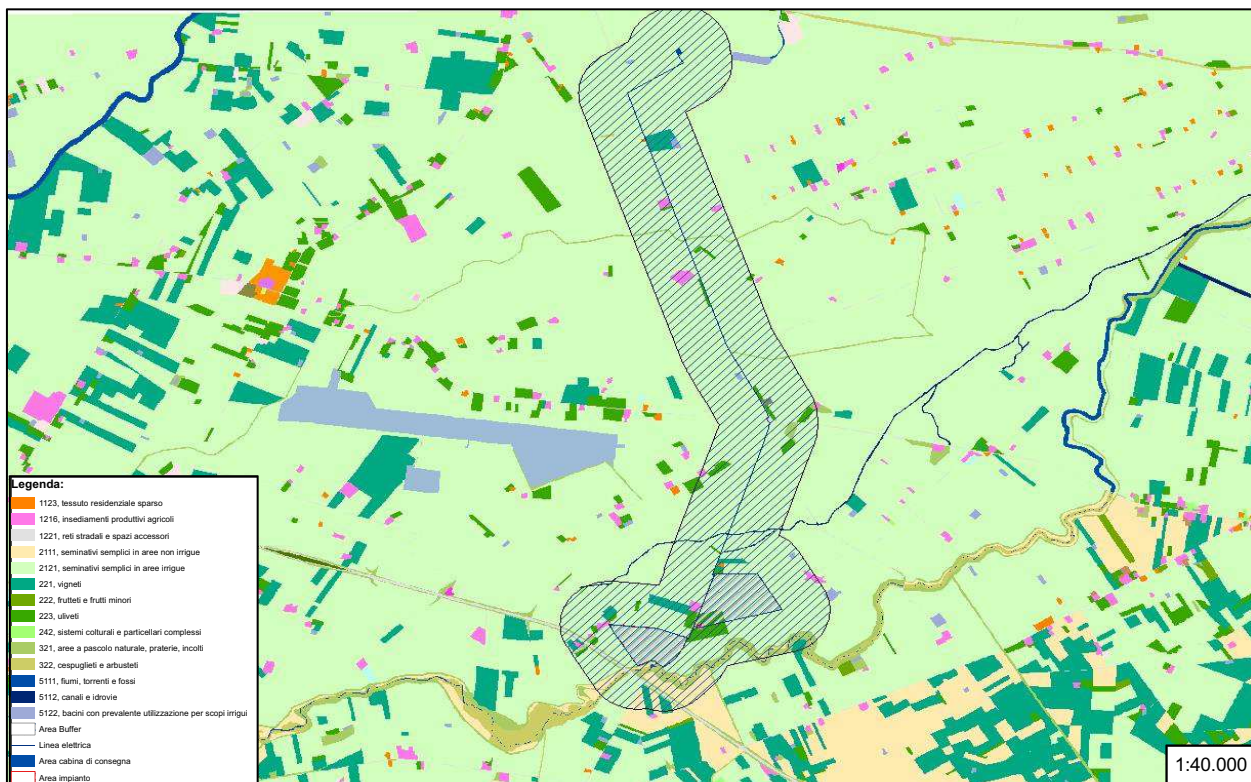 Legenda:
1123, tessuto residenziale sparso
1216, insediamenti produttivi agricoli
1221, reti stradali e spazi accessori
2111, seminativi semplici in aree non irrigue
2121, seminativi semplici in aree irrigue
221, vigneti
222, frutteti e frutti minori
223, uliveti
242, sistemi colturali e particellari complessi
321, aree a pascolo naturale, praterie, incolti
322, cespuglieti e arbusteti
5111, fiumi, torrenti e fossi
5112, canali e idrovie
5122, bacini con prevalente utilizzazione per scopi irrigui
Area Buffer
Linea elettrica
Area cabina di consegna
Area impianto
1:40.000